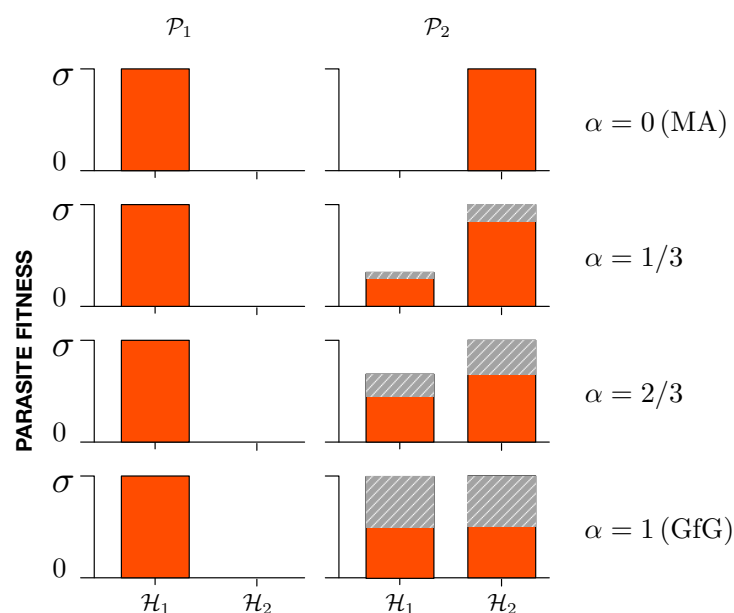 𝒫₁ 𝒫₂
σ
0
α = 0 (MA)
σ
0
α = 1/3
PARASITE FITNESS
σ
0
α = 2/3
σ
0
α = 1 (GfG)
ℋ₁ ℋ₂ ℋ₁ ℋ₂